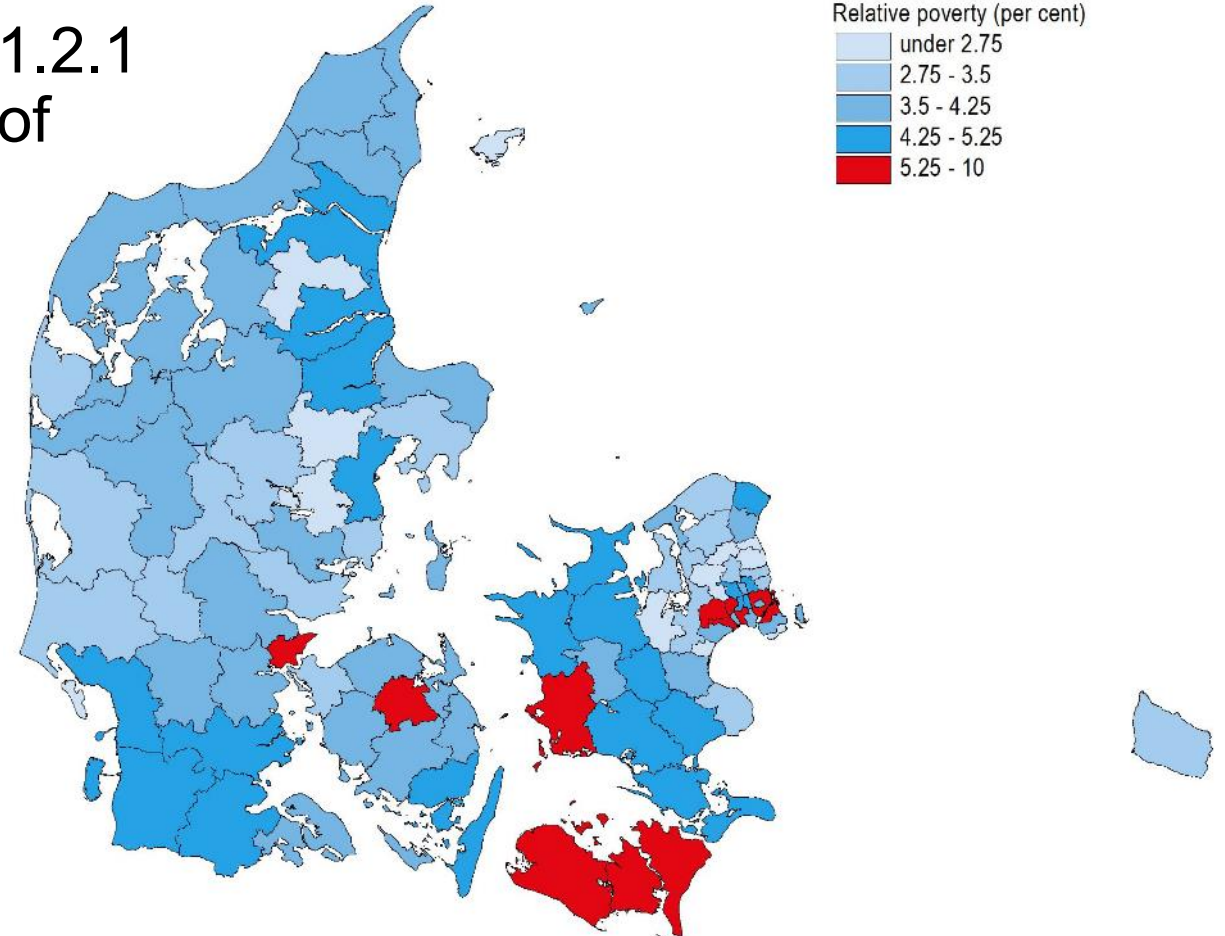 1.2.1
of
Relative poverty (per cent)
under 2.75
2.75 - 3.5
3.5 - 4.25
4.25 - 5.25
5.25 - 10